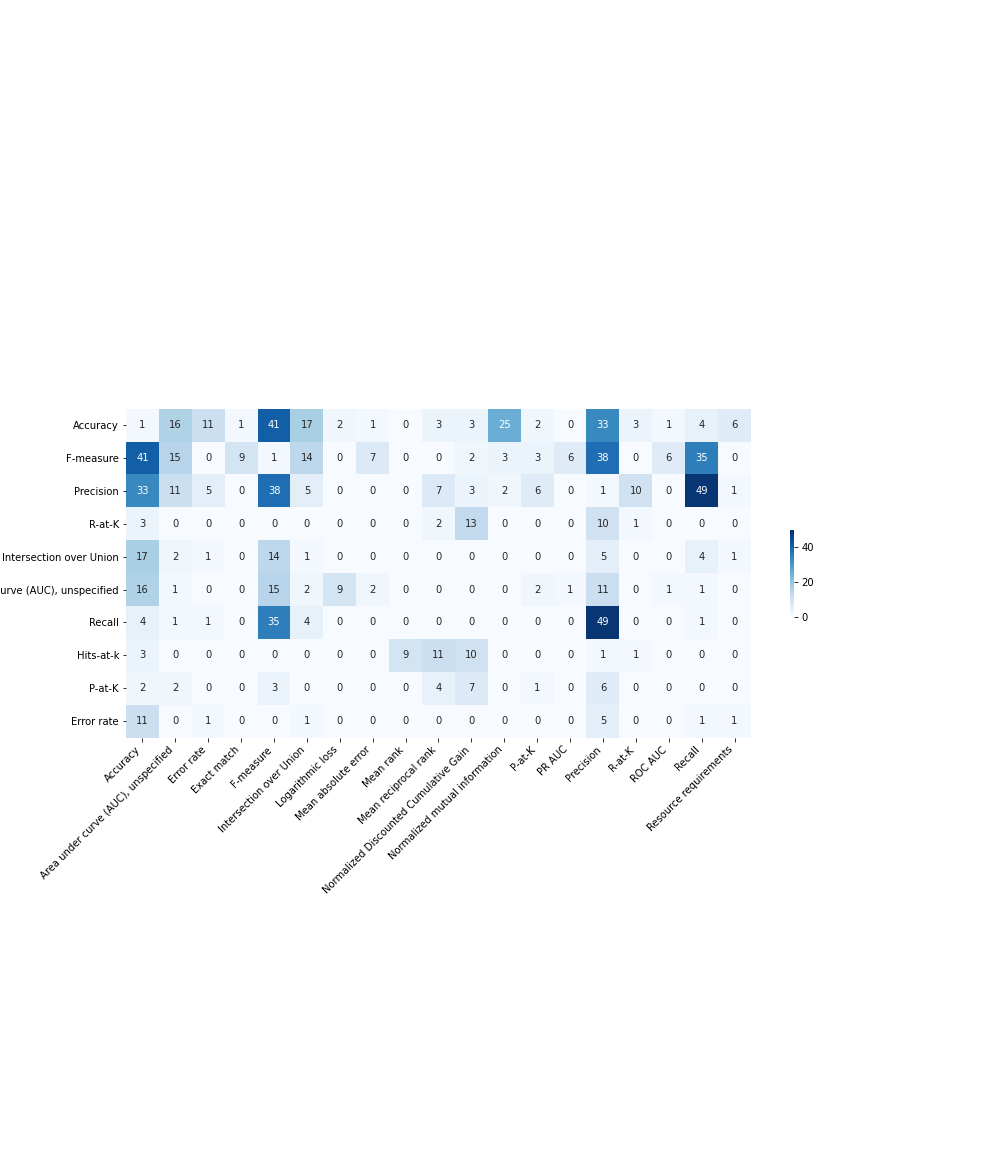 Accuracy 1 16 11 1 41 17 2 1 0 3 3 25 2 0 33 3 1 4 6
F-measure 41 15 0 9 1 14 0 7 0 0 2 3 3 6 38 0 6 35 0
Precision 33 11 5 0 38 5 0 0 0 7 3 2 6 0 1 10 0 49 1
R-at-K 3 0 0 0 0 0 0 0 0 2 13 0 0 0 10 1 0 0 0
Intersection over Union 17 2 1 0 14 1 0 0 0 0 0 0 0 0 5 0 0 4 1
urve (AUC), unspecified 16 1 0 0 15 2 9 2 0 0 0 0 2 1 11 0 1 1 0
Recall 4 1 1 0 35 4 0 0 0 0 0 0 0 0 49 0 0 1 0
Hits-at-k 3 0 0 0 0 0 0 0 9 11 10 0 0 0 1 1 0 0 0
P-at-K 2 2 0 0 3 0 0 0 0 4 7 0 1 0 6 0 0 0 0
Error rate 11 0 1 0 0 1 0 0 0 0 0 0 0 0 5 0 0 1 1
Accuracy
Area under curve (AUC), unspecified
Error rate
Exact match
F-measure
Intersection over Union
Logarithmic loss
Mean absolute error
Mean rank
Mean reciprocal rank
Normalized Discounted Cumulative Gain
Normalized mutual information
P-at-K
PR AUC
Precision
R-at-K
ROC AUC
Recall
Resource requirements
40
20
0